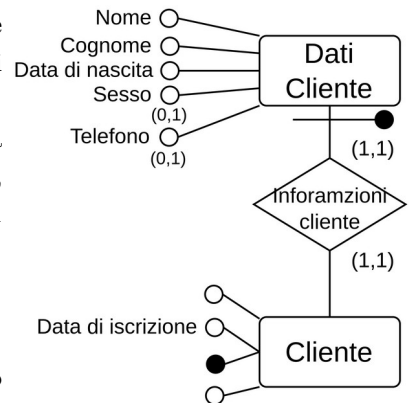 Nome
Cognome
Data di nascita
Sesso
(0,1)
Telefono
(0,1)
Dati
Cliente
(1,1)
Inforamzioni
cliente
(1,1)
Data di iscrizione
Cliente